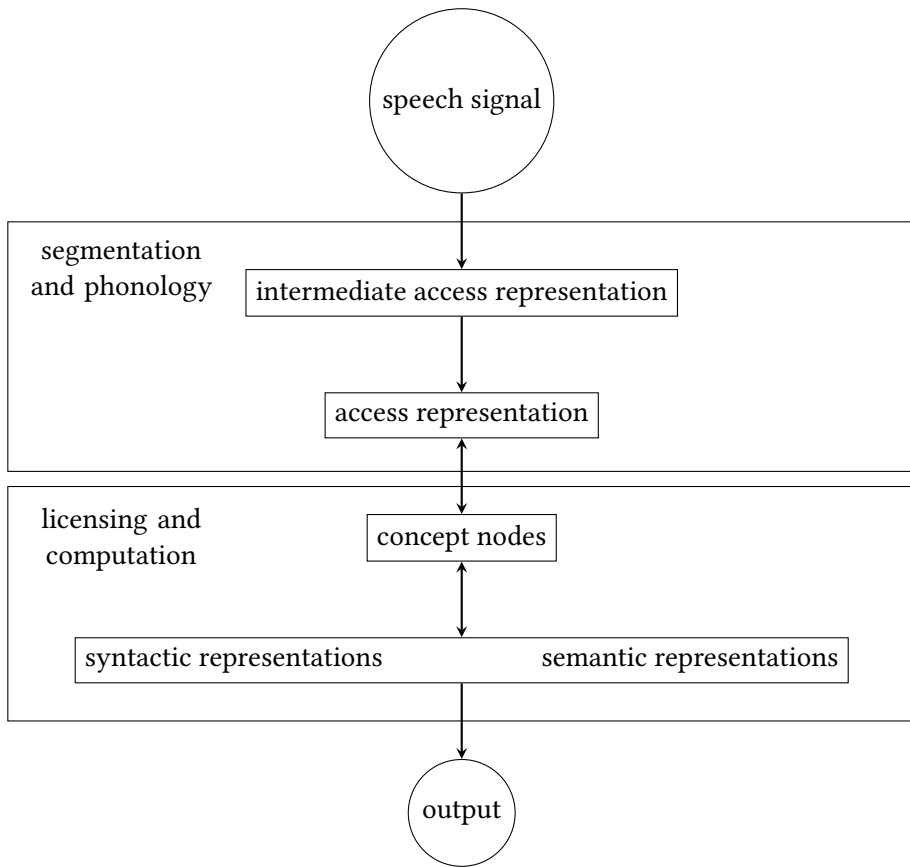 speech signal
segmentation
and phonology
intermediate access representation
access representation
licensing and
computation
concept nodes
syntactic representations semantic representations
output